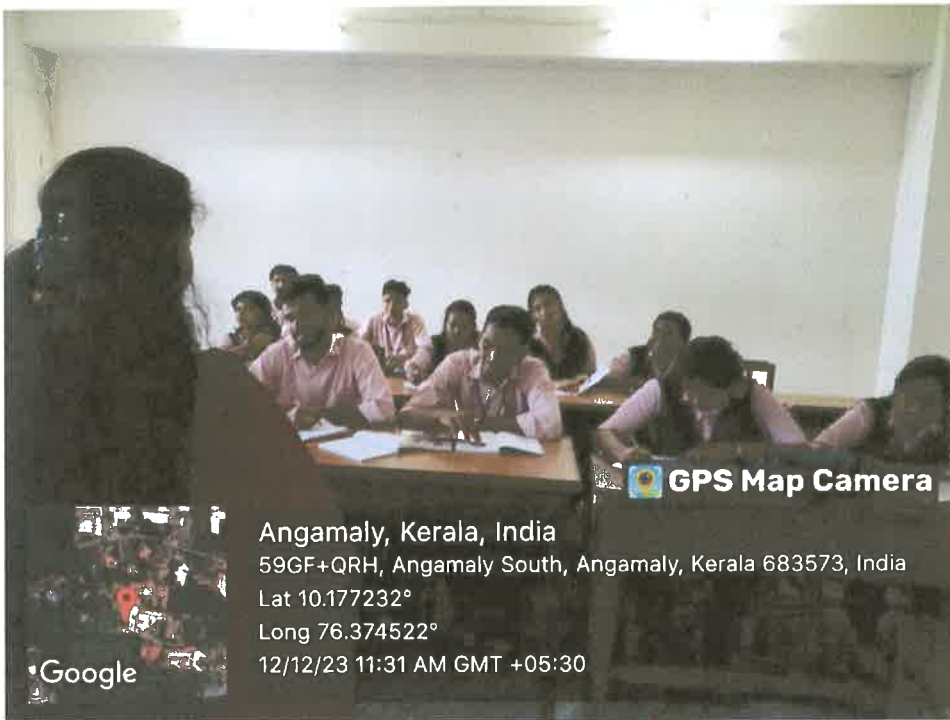 GPS Map Camera
Angamaly, Kerala, India
59GF+QRH, Angamaly South, Angamaly, Kerala 683573, India
Lat 10.177232°
Long 76.374522°
12/12/23 11:31 AM GMT +05:30
Google